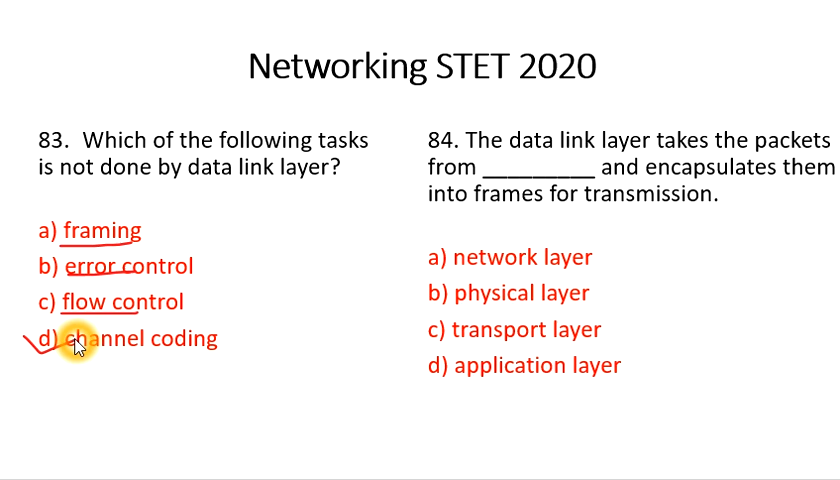 Networking STET 2020
83. Which of the following tasks
is not done by data link layer?
a) framing
b) error control
c) flow control
d) channel coding
84. The data link layer takes the packets
from _________ and encapsulates them
into frames for transmission.
a) network layer
b) physical layer
c) transport layer
d) application layer